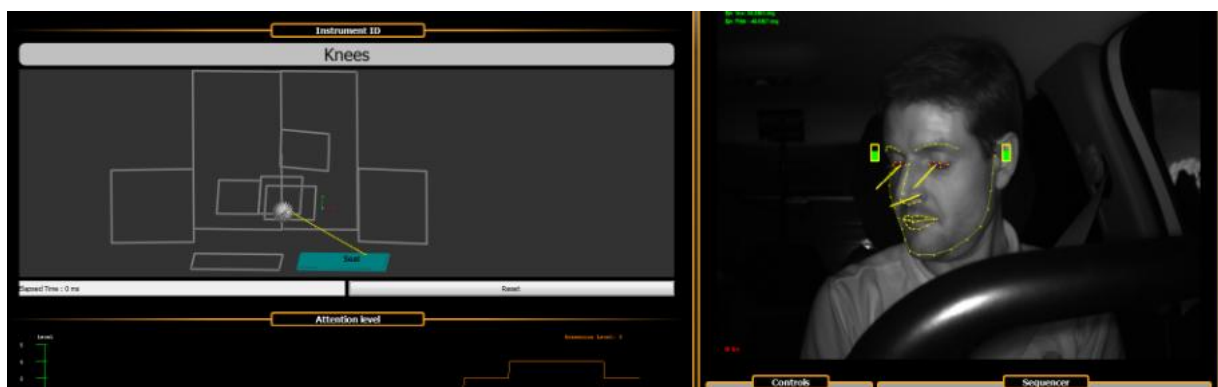 Instrument ID
Knees
Seat
Elapsed Time : 0 ms
Reset
Attention level
Level
Controls
Sequencer